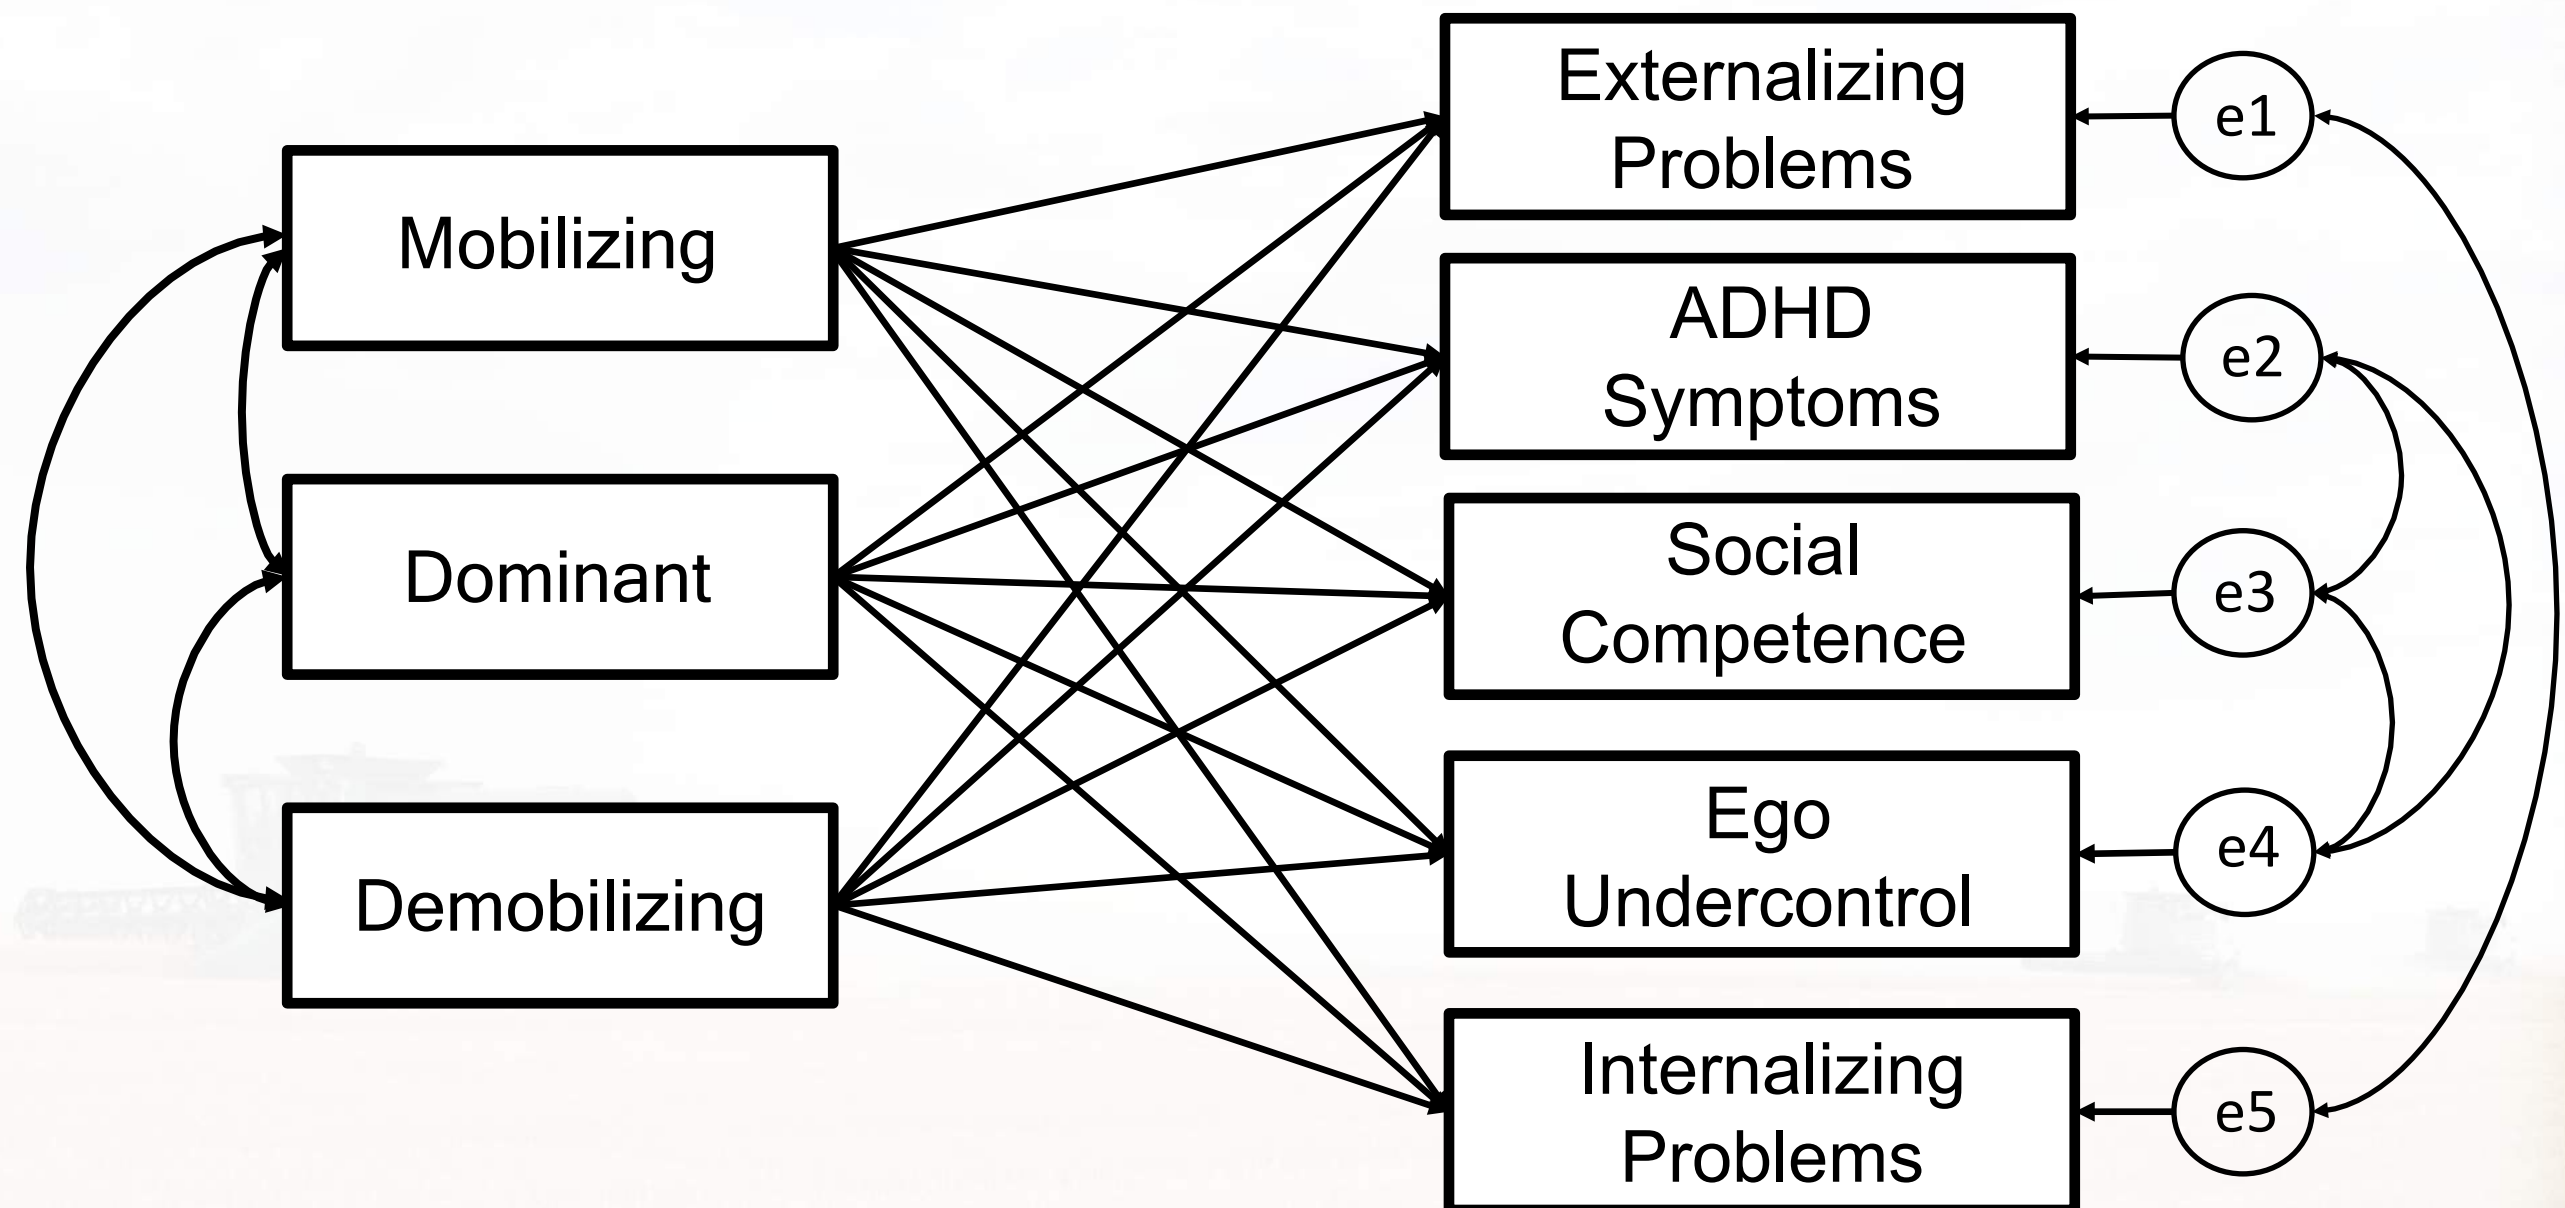 Mobilizing
Dominant
Demobilizing
Externalizing
Problems
ADHD
Symptoms
Social
Competence
Ego
Undercontrol
Internalizing
Problems
e1
e2
e3
e4
e5